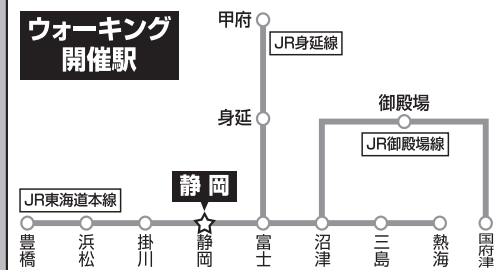 ウォーキング
開催駅
甲府
JR身延線
身延
御殿場
JR御殿場線
静岡
JR東海道本線
豊橋
浜松
掛川
静岡
富士
沼津
三島
熱海
国府津